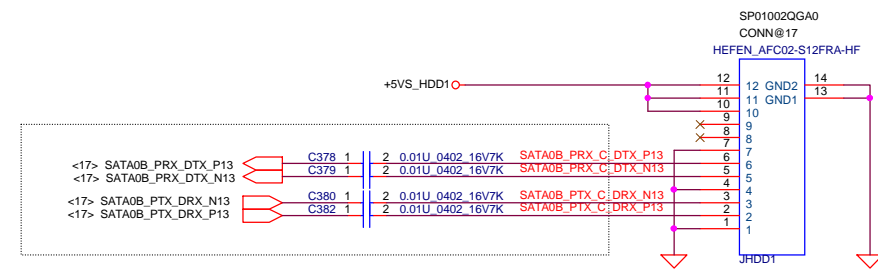 SP01002QGA0
CONN@17
HEFEN_AFC02-S12FRA-HF
+5VS_HDD1
12 12 GND2 14
11 11 GND1 13
10 10
9 9
8 8
7 7
<17> SATA0B_PRX_DTX_P13 C378 1 2 0.01U_0402_16V7K SATA0B_PRX_C_DTX_P13 6 6
<17> SATA0B_PRX_DTX_N13 C379 1 2 0.01U_0402_16V7K SATA0B_PRX_C_DTX_N13 5 5
4 4
<17> SATA0B_PTX_DRX_N13 C380 1 2 0.01U_0402_16V7K SATA0B_PTX_C_DRX_N13 3 3
<17> SATA0B_PTX_DRX_P13 C382 1 2 0.01U_0402_16V7K SATA0B_PTX_C_DRX_P13 2 2
1 1
JHDD1